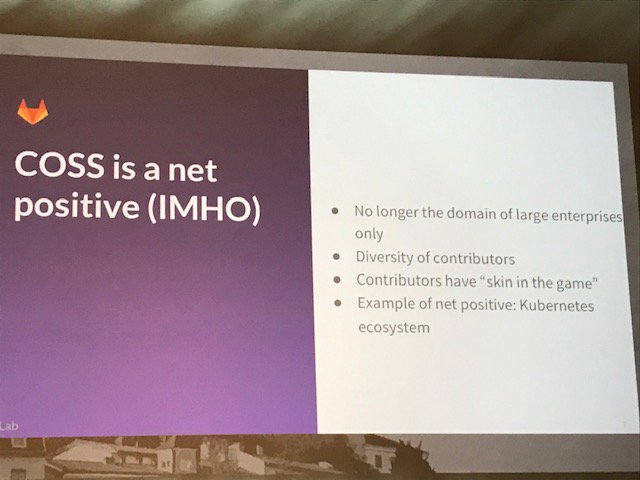 COSS is a net
positive (IMHO)
● No longer the domain of large enterprises
only
● Diversity of contributors
● Contributors have “skin in the game”
● Example of net positive: Kubernetes
ecosystem
Lab